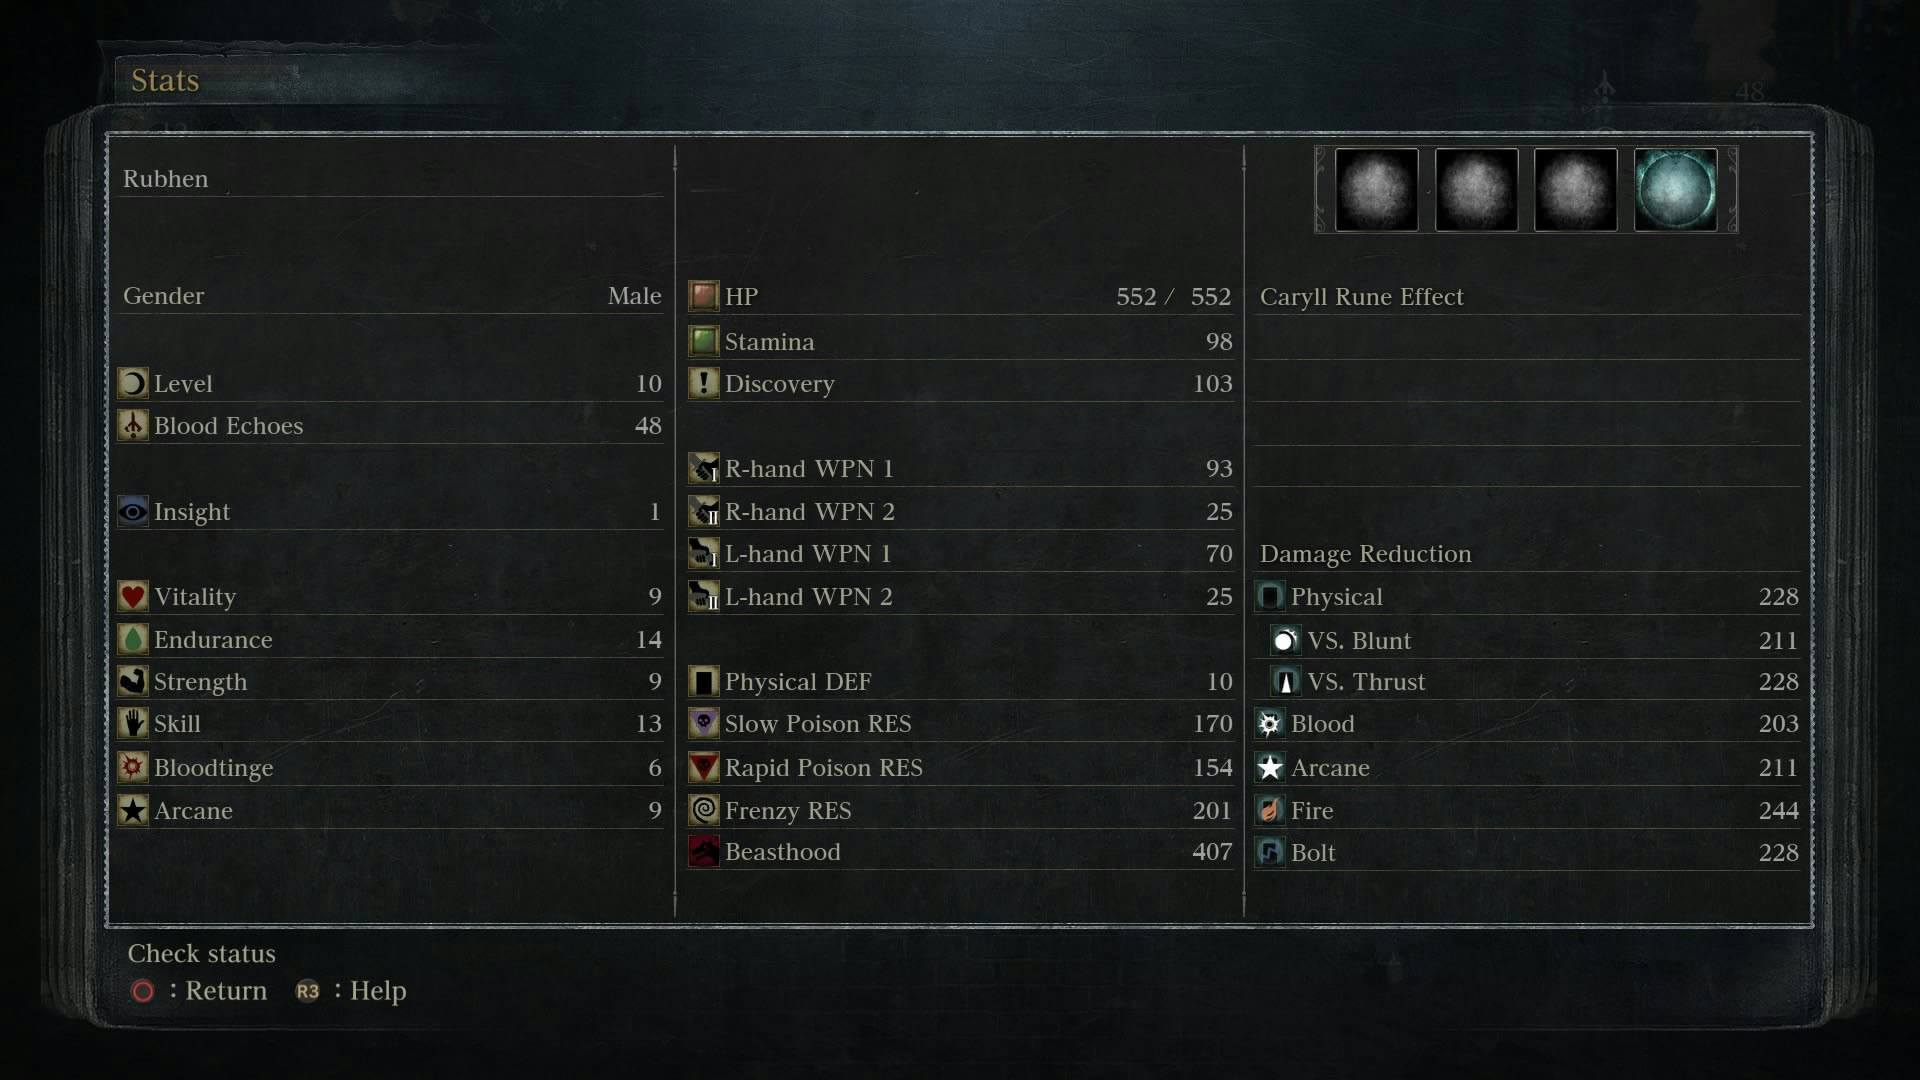 Stats
48
12
Rubhen
Gender Male
Level 10
Blood Echoes 48
Insight 1
Vitality 9
Endurance 14
Strength 9
Skill 13
Bloodtinge 6
Arcane 9
HP 552 / 552
Stamina 98
Discovery 103
R-hand WPN 1 93
R-hand WPN 2 25
L-hand WPN 1 70
L-hand WPN 2 25
Physical DEF 10
Slow Poison RES 170
Rapid Poison RES 154
Frenzy RES 201
Beasthood 407
Caryll Rune Effect
Damage Reduction
Physical 228
VS. Blunt 211
VS. Thrust 228
Blood 203
Arcane 211
Fire 244
Bolt 228
Check status
: Return R3 : Help